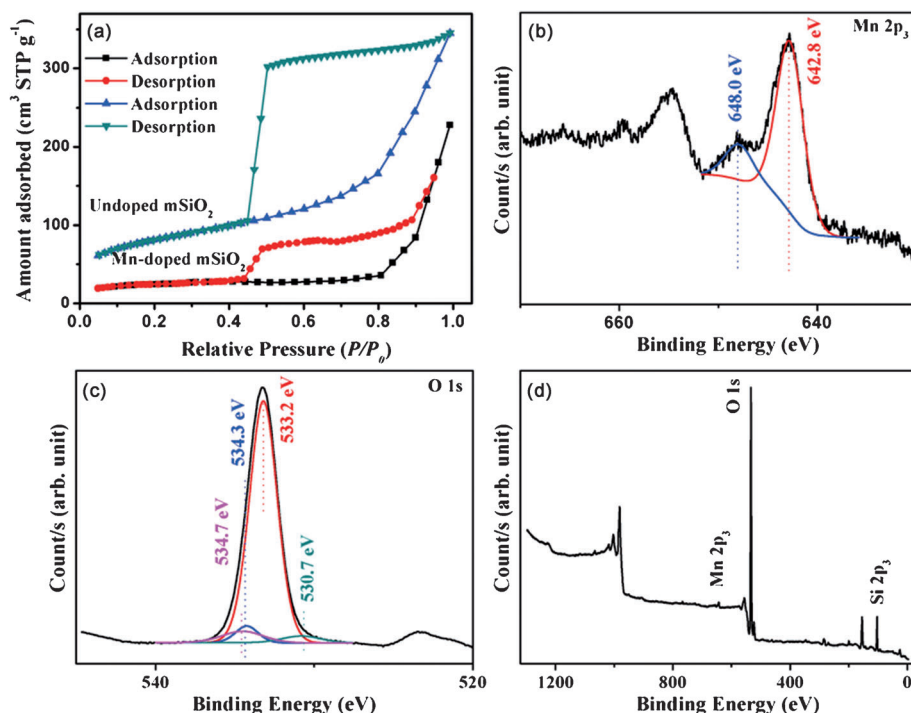 (a)
Adsorption
Desorption
Adsorption
Desorption
Undoped mSiO₂
Mn-doped mSiO₂
Amount adsorbed (cm³ STP g⁻¹)
300
200
100
0
0.0 0.2 0.4 0.6 0.8 1.0
Relative Pressure (P/P₀)
(b)
Mn 2p₃
648.0 eV
642.8 eV
Count/s (arb. unit)
660 640
Binding Energy (eV)
(c)
O 1s
534.7 eV
534.3 eV
533.2 eV
530.7 eV
Count/s (arb. unit)
540 520
Binding Energy (eV)
(d)
O 1s
Mn 2p₃
Si 2p₃
Count/s (arb. unit)
1200 800 400 0
Binding Energy (eV)